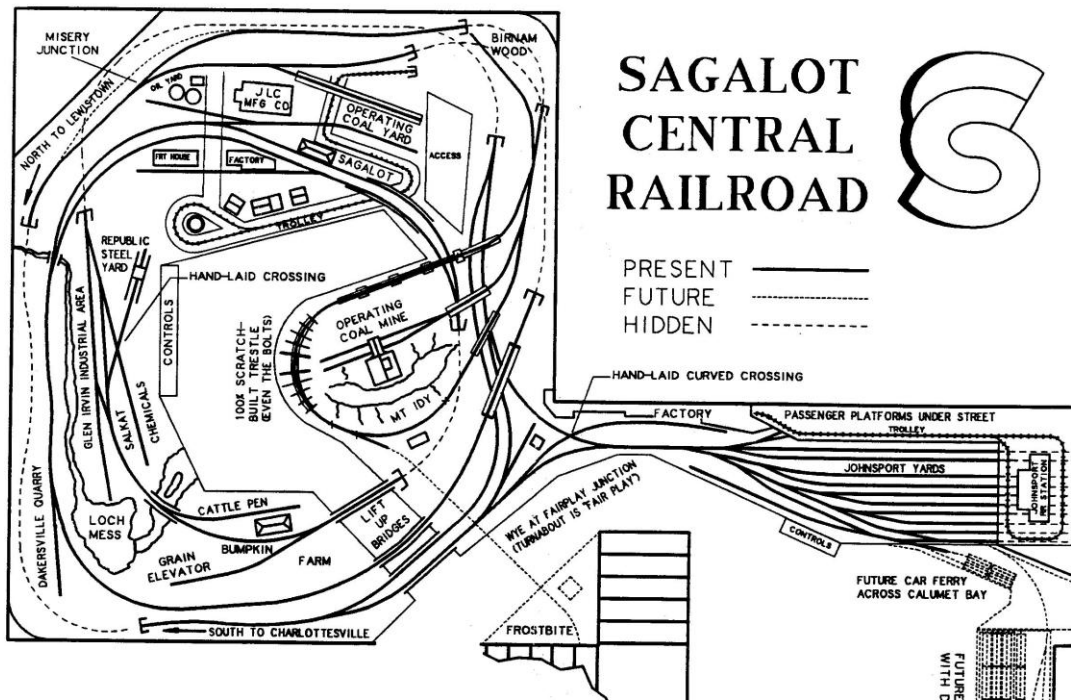 SAGALOT
CENTRAL
RAILROAD
S
PRESENT
FUTURE
HIDDEN
MISERY
JUNCTION
BIRNAM
WOOD
NORTH TO LEWISTOWN
OIL YARD
JLC
MFG CO
OPERATING
COAL YARD
ACCESS
SAGALOT
FRT HOUSE
FACTORY
TROLLEY
REPUBLIC
STEEL
YARD
HAND-LAID CROSSING
CONTROLS
GLEN IRVIN INDUSTRIAL AREA
SALKAT
CHEMICALS
100% SCRATCH-
BUILT TRESTLE
(EVEN THE BOLTS)
OPERATING
COAL MINE
MT IDY
HAND-LAID CURVED CROSSING
FACTORY
PASSENGER PLATFORMS UNDER STREET
TROLLEY
JOHNSPORT YARDS
JOHNSPORT
RR STATION
CONTROLS
WYE AT FAIRPLAY JUNCTION
(TURNABOUT IS "FAIR PLAY")
FUTURE CAR FERRY
ACROSS CALUMET BAY
DAKERSVILLE QUARRY
LOCH
MESS
CATTLE PEN
BUMPKIN
GRAIN
ELEVATOR
FARM
LIFT
UP
BRIDGES
SOUTH TO CHARLOTTESVILLE
FROSTBITE
FUTURE
WITH